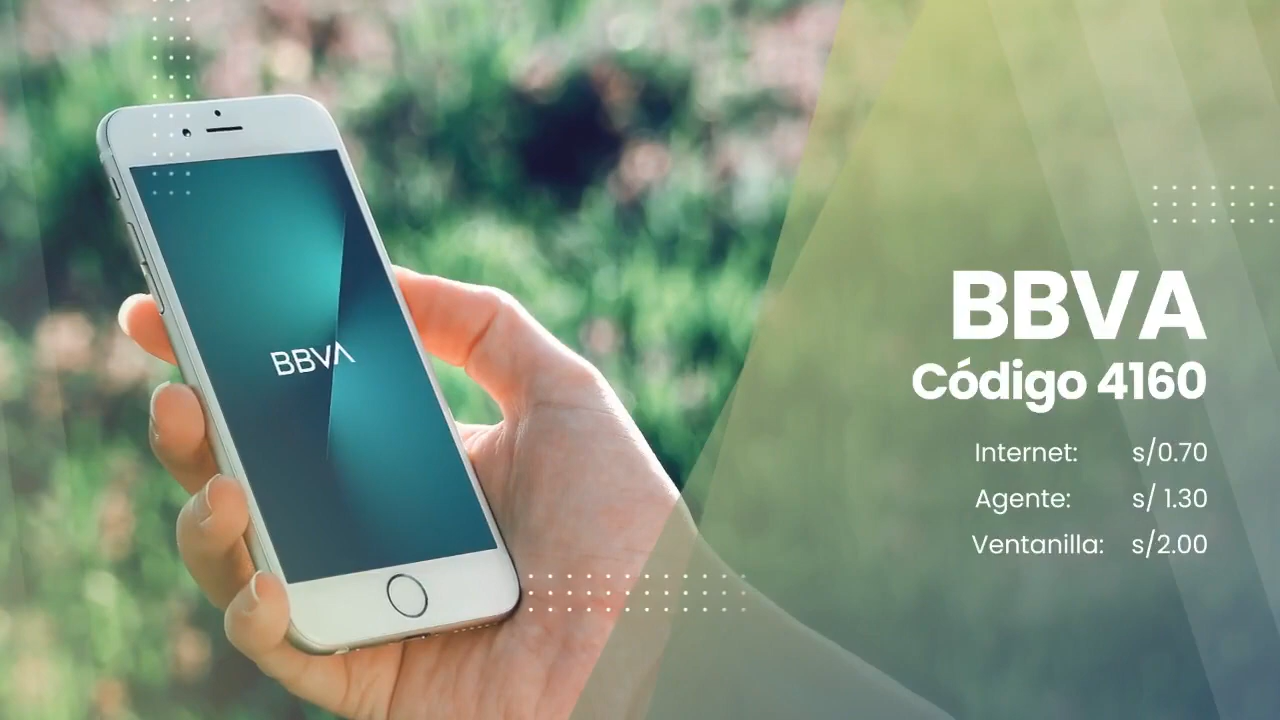 BBVA
BBVA
Código 4160
Internet: s/0.70
Agente: s/ 1.30
Ventanilla: s/2.00